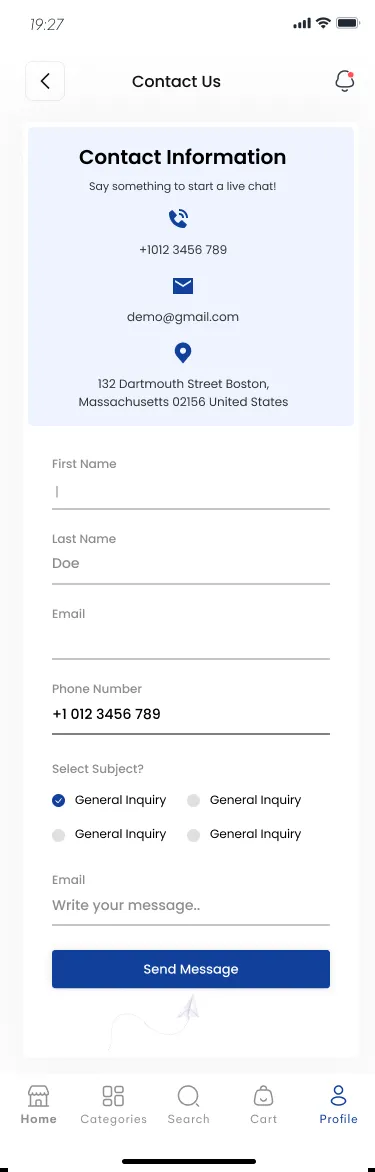 19:27
Contact Us
Contact Information
Say something to start a live chat!
+1012 3456 789
demo@gmail.com
132 Dartmouth Street Boston,
Massachusetts 02156 United States
First Name
Last Name
Doe
Email
Phone Number
+1 012 3456 789
Select Subject?
General Inquiry General Inquiry
General Inquiry General Inquiry
Email
Write your message..
Send Message
Home Categories Search Cart Profile